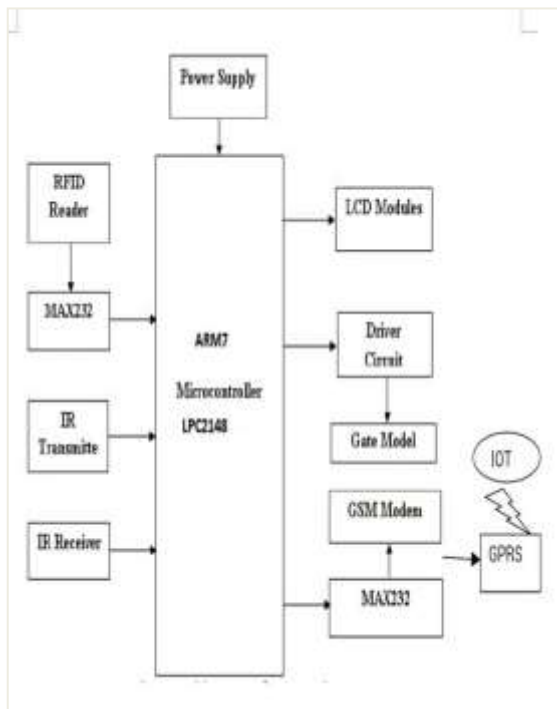 Power Supply
RFID
Reader
LCD Modules
MAX232
ARM7
Driver
Circuit
Microcontroller
LPC2148
IR
Transmitte
Gate Model
IOT
GSM Modem
IR Receiver
GPRS
MAX232